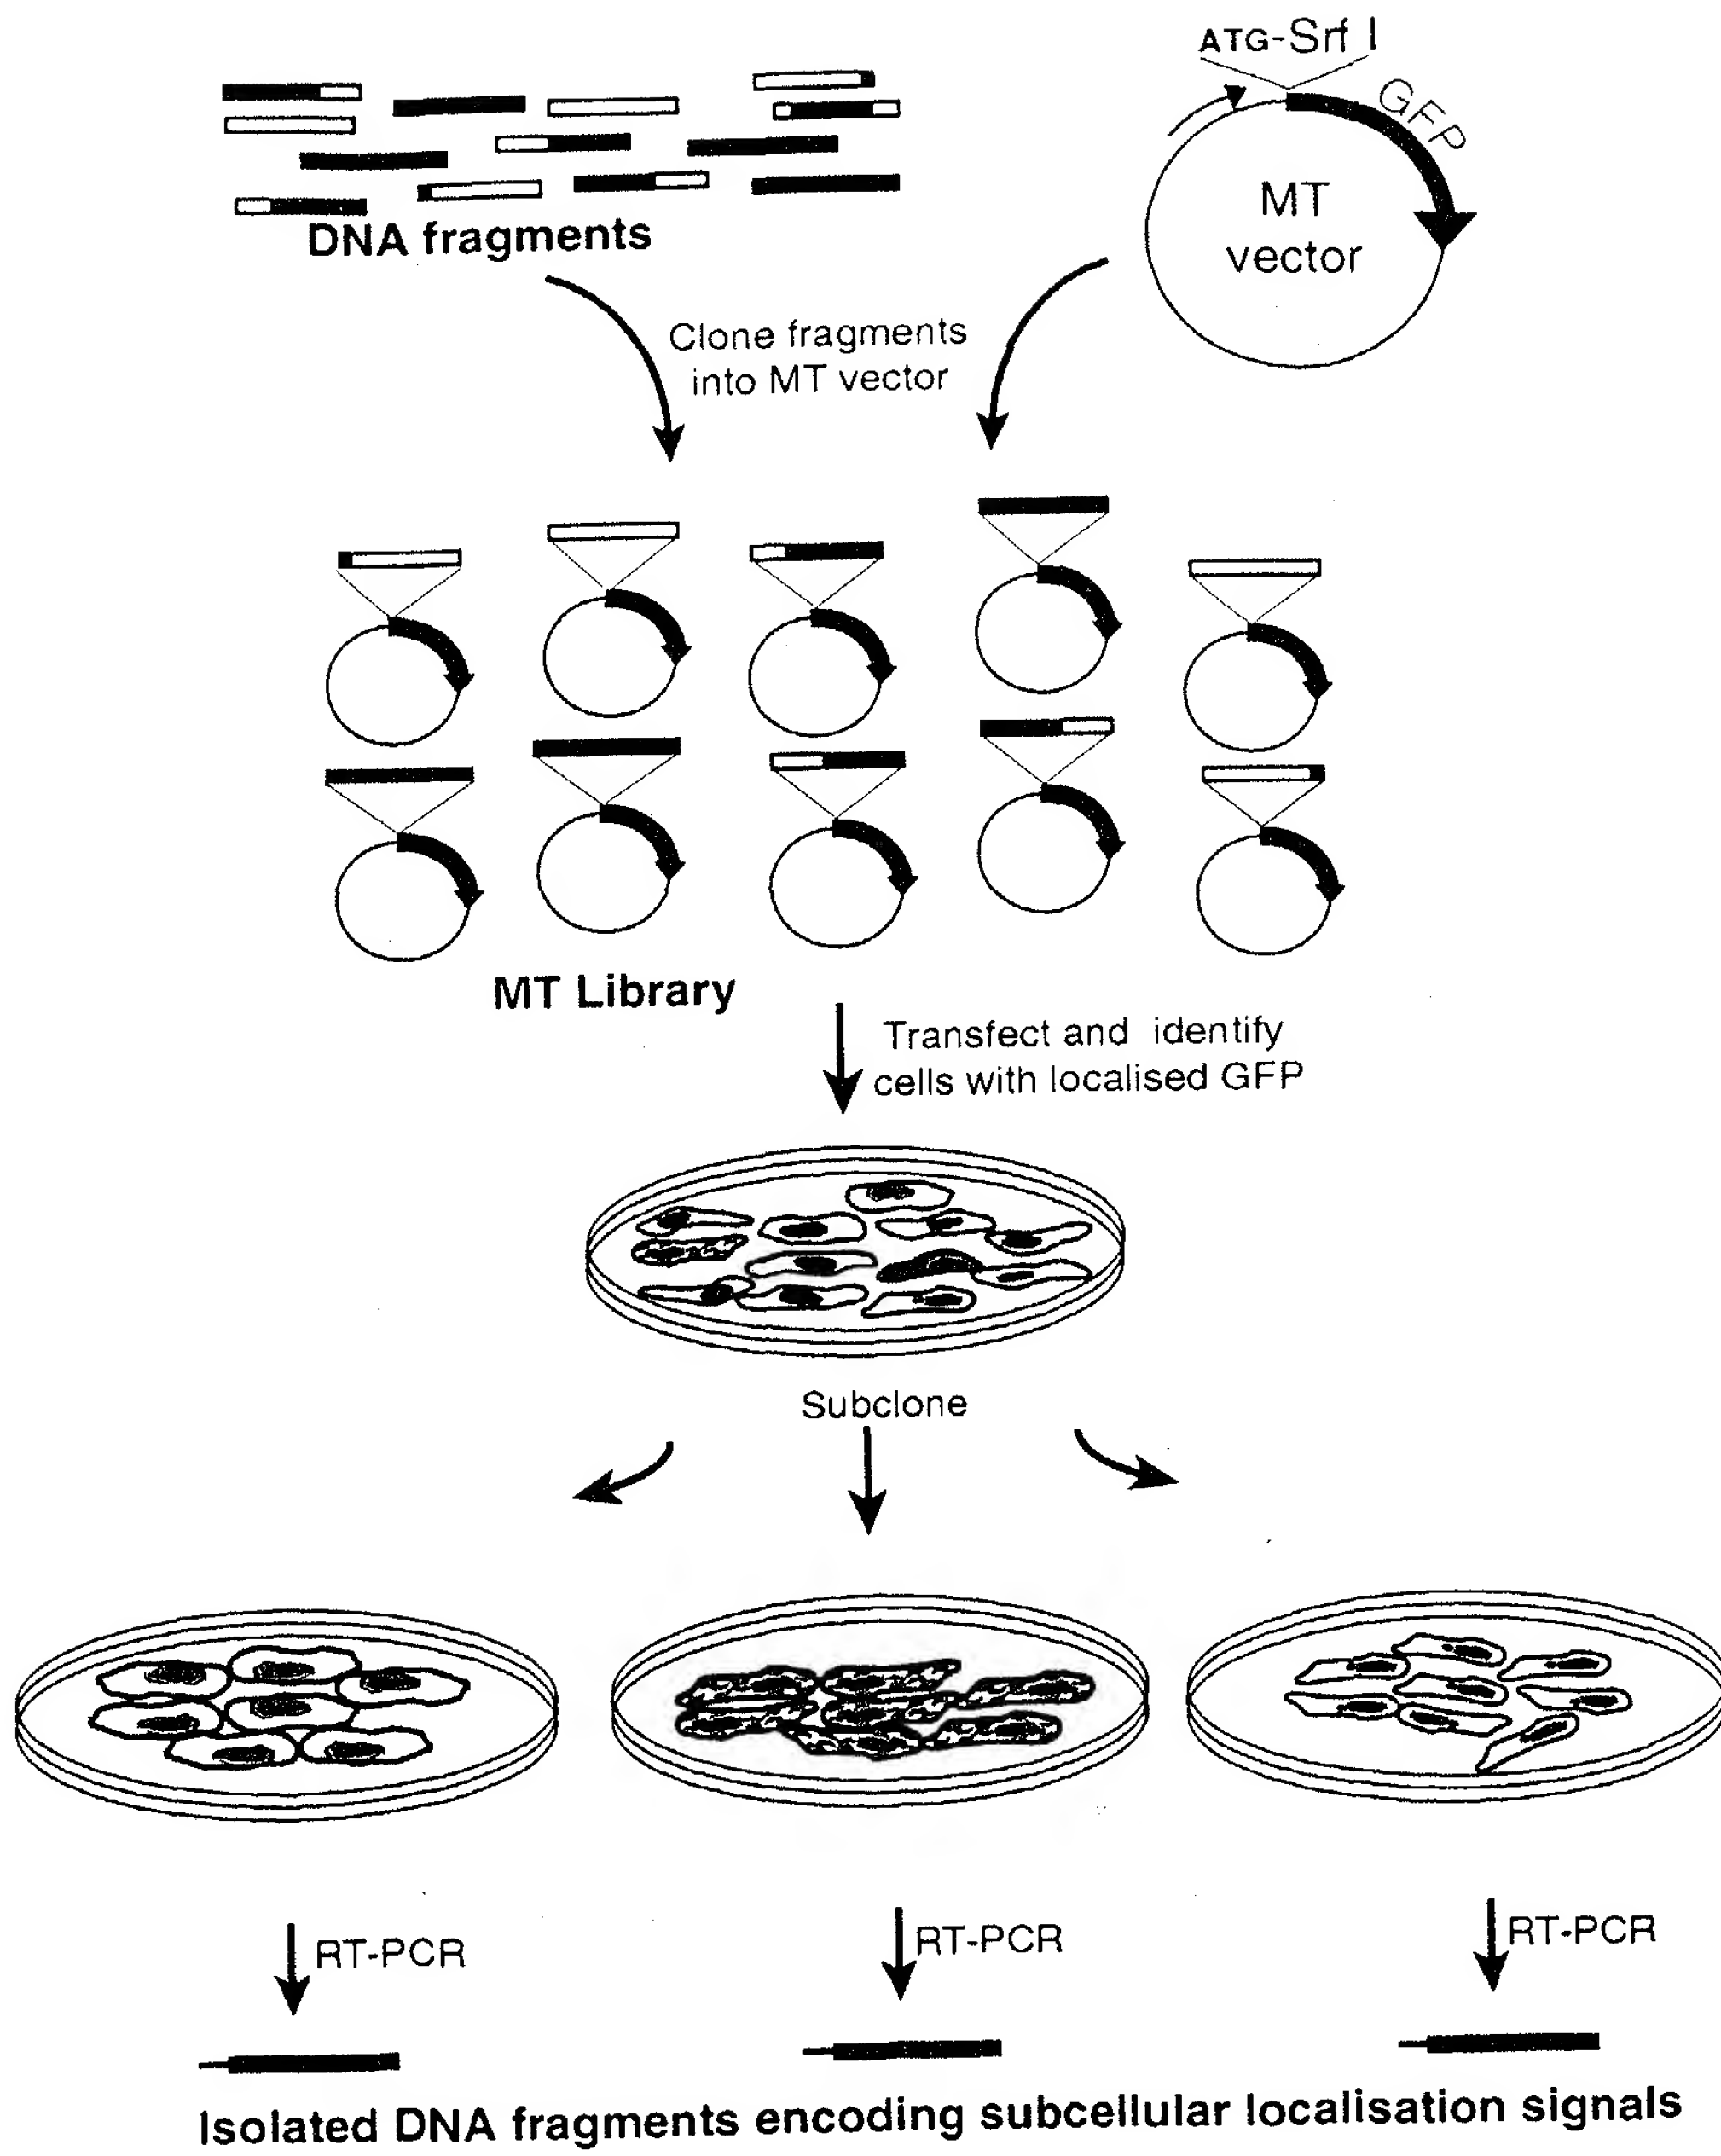 ATG-Srf I
GFP
MT
vector
DNA fragments
Clone fragments
into MT vector
MT Library
Transfect and identify
cells with localised GFP
Subclone
RT-PCR
RT-PCR
RT-PCR
Isolated DNA fragments encoding subcellular localisation signals